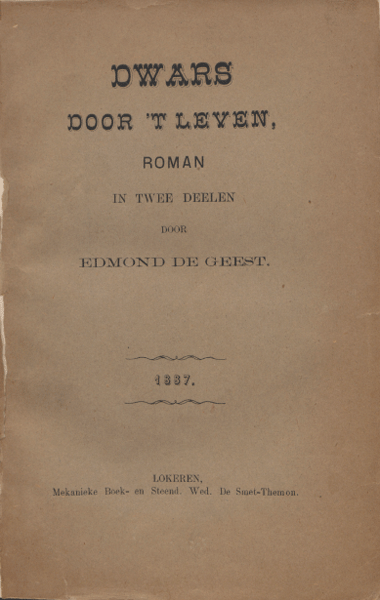 DWARS
DOOR 'T LEVEN,
ROMAN
IN TWEE DEELEN
DOOR
EDMOND DE GEEST.
1887.
LOKEREN,
Mekanieke Boek- en Steend. Wed. De Smet-Themon.